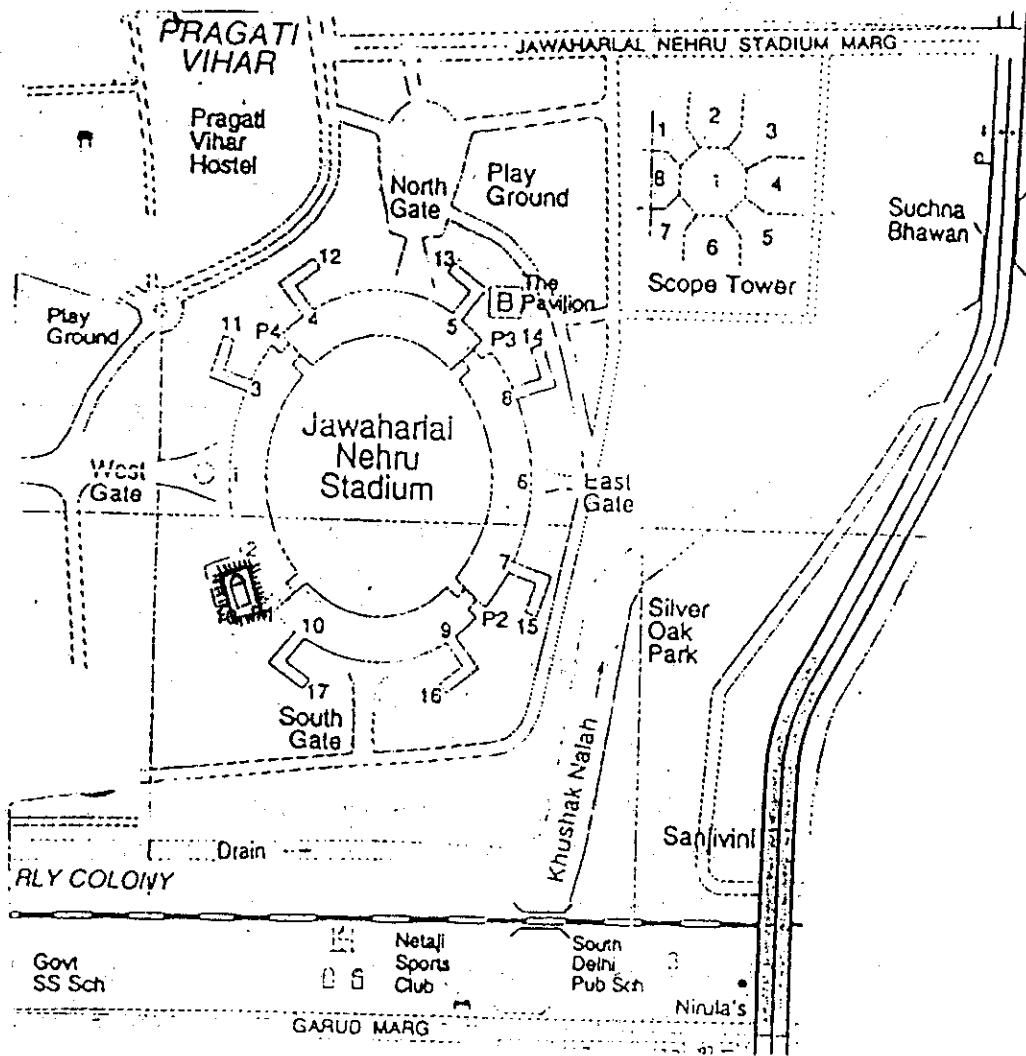 PRAGATI
VIHAR
JAWAHARLAL NEHRU STADIUM MARG
Pragati
Vihar
Hostel
1
2
3
4
5
6
7
8
Scope Tower
Suchna
Bhawan
North
Gate
Play
Ground
12
13
The
Pavilion
B
Play
Ground
11
P4
4
5
P3
14
3
8
Jawaharlal
Nehru
Stadium
West
Gate
1
6
East
Gate
2
7
P2
15
10
9
17
16
South
Gate
Silver
Oak
Park
Khushak Nalah
Sanjivini
Drain
RLY COLONY
Govt
SS Sch
Netaji
Sports
Club
South
Delhi
Pub Sch
Nirula's
GARUD MARG